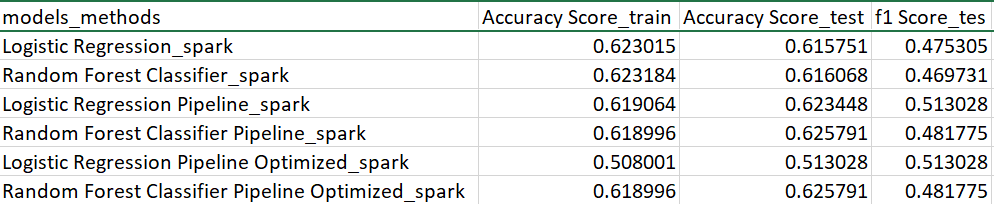 models_methods Accuracy Score_train Accuracy Score_test f1 Score_tes
Logistic Regression_spark 0.623015 0.615751 0.475305
Random Forest Classifier_spark 0.623184 0.616068 0.469731
Logistic Regression Pipeline_spark 0.619064 0.623448 0.513028
Random Forest Classifier Pipeline_spark 0.618996 0.625791 0.481775
Logistic Regression Pipeline Optimized_spark 0.508001 0.513028 0.513028
Random Forest Classifier Pipeline Optimized_spark 0.618996 0.625791 0.481775